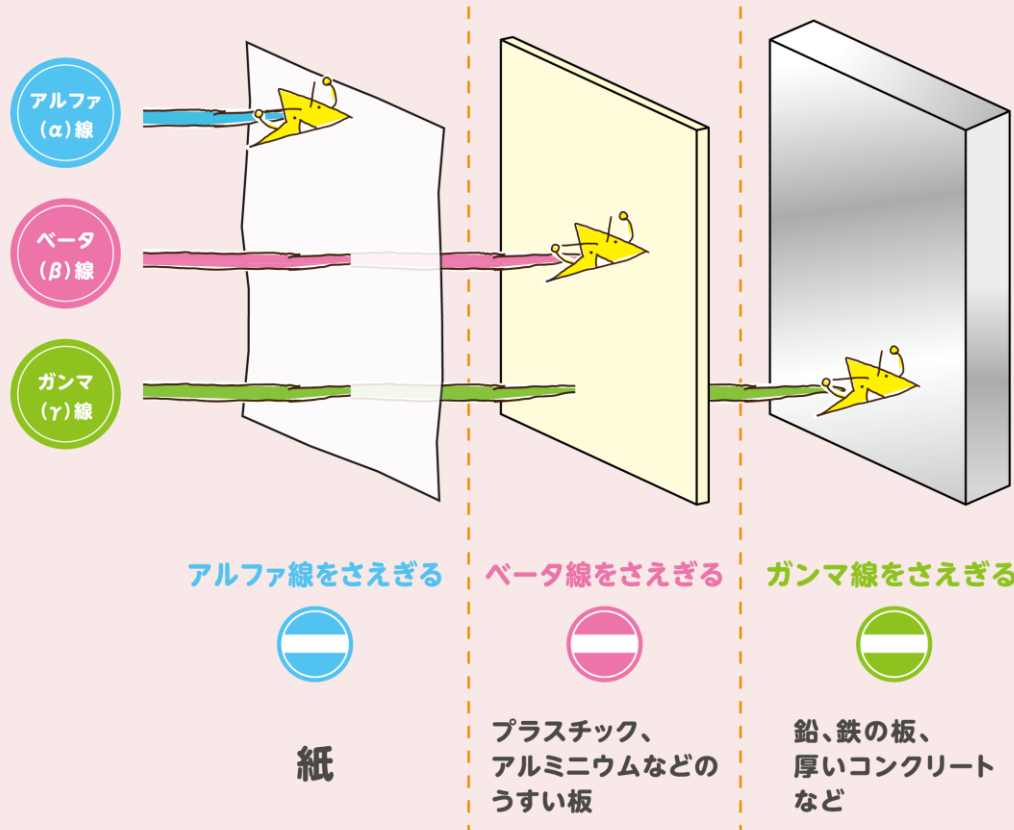 アルファ
(α)線
ベータ
(β)線
ガンマ
(γ)線
アルファ線をさえぎる
ベータ線をさえぎる
ガンマ線をさえぎる
紙
プラスチック、
アルミニウムなどの
うすい板
鉛、鉄の板、
厚いコンクリート
など